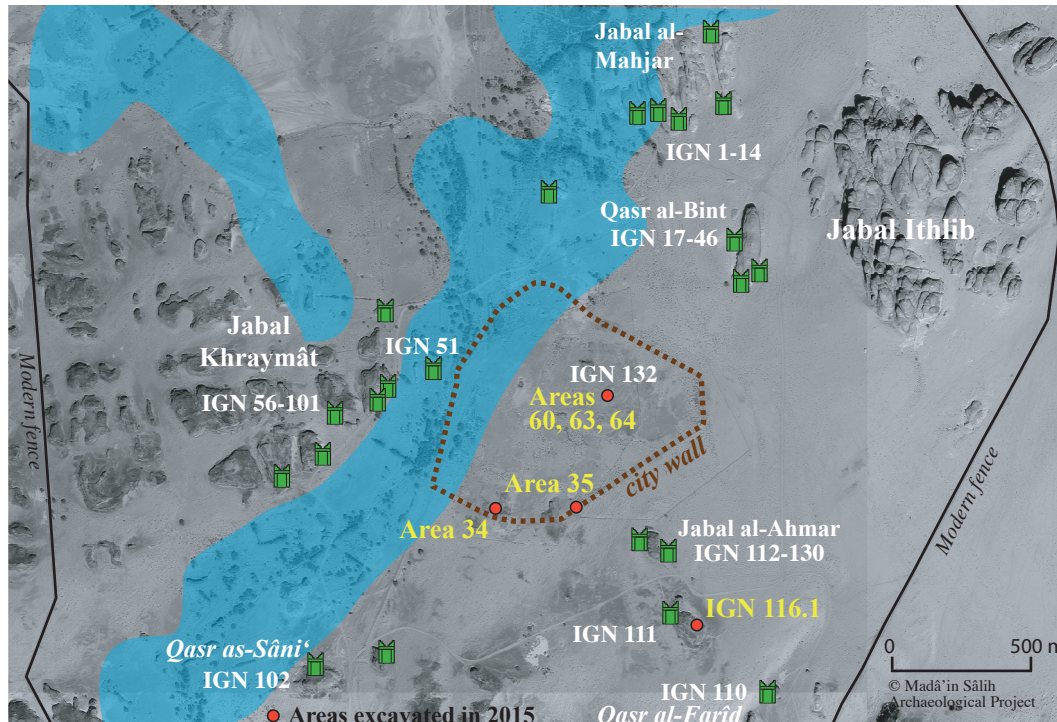 Jabal al-
Mahjar
IGN 1-14
Qasr al-Bint
IGN 17-46
Jabal Ithlib
Jabal
Khraymât
IGN 51
IGN 56-101
IGN 132
Areas
60, 63, 64
Modern fence
city wall
Modern fence
Area 35
Area 34
Jabal al-Ahmar
IGN 112-130
IGN 116.1
IGN 111
Qasr as-Sâni‘
IGN 102
0 500 m
© Madâ’in Sâlih
Archaeological Project
IGN 110
Qasr al-Farîd
Areas excavated in 2015